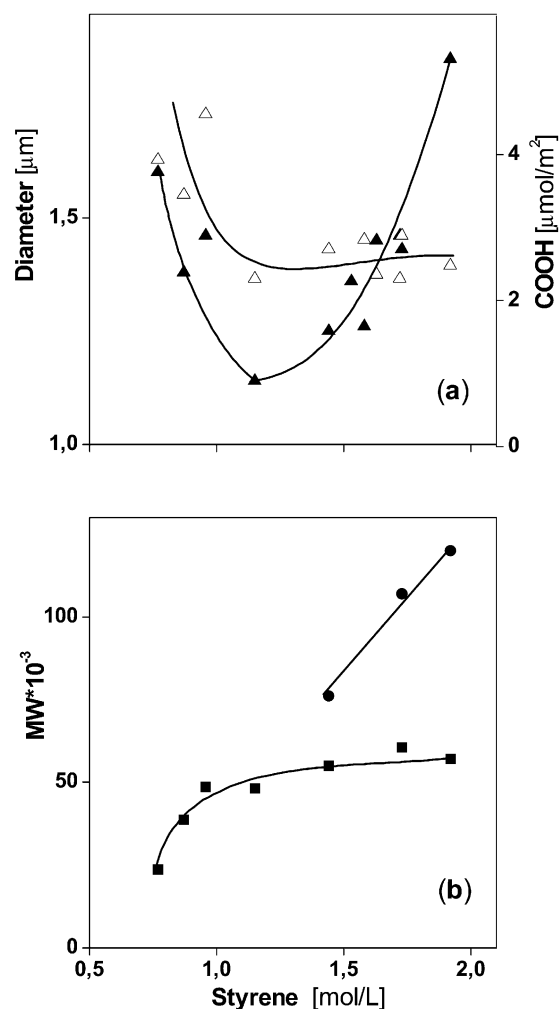 Diameter [μm]
1,5
1,0
COOH [μmol/m²]
4
2
0
(a)
MW*10⁻³
100
50
0
(b)
0,5 1,0 1,5 2,0
Styrene [mol/L]